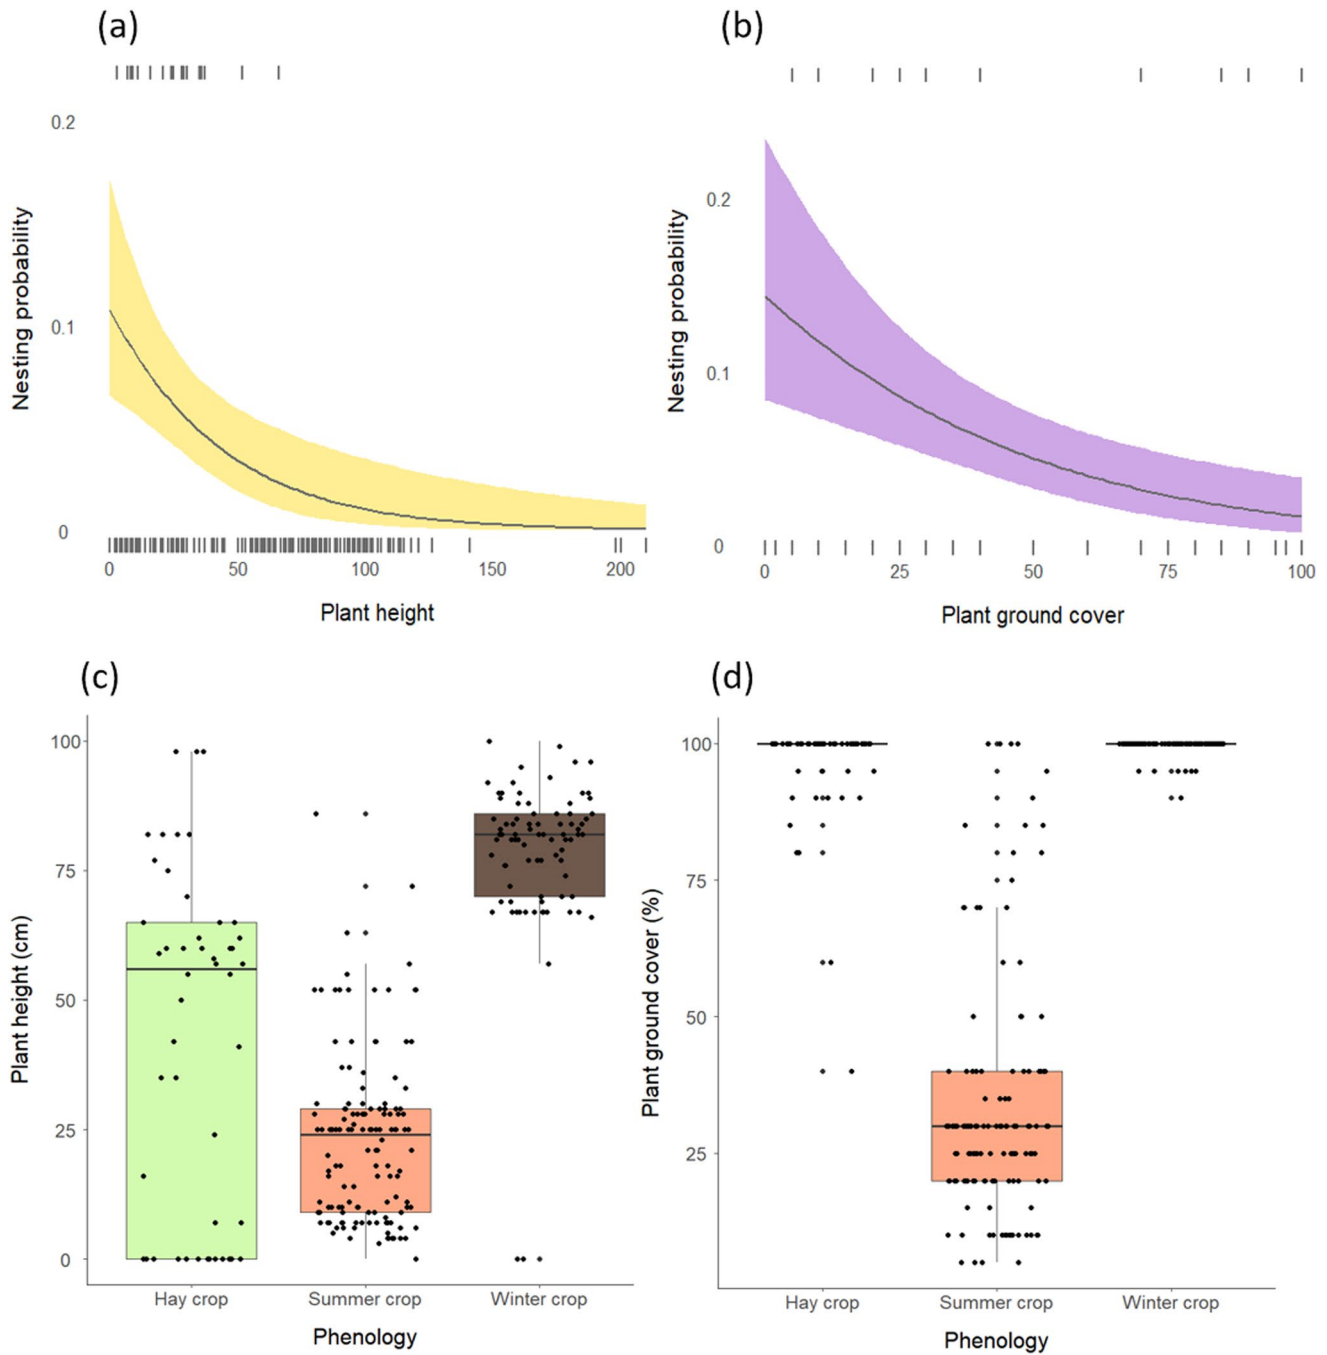 (a)
(b)
0.2
0.1
0
Nesting probability
0 50 100 150 200
Plant height
0.2
0.1
0
Nesting probability
0 25 50 75 100
Plant ground cover
(c)
(d)
100
75
50
25
0
Plant height (cm)
Hay crop Summer crop Winter crop
Phenology
100
75
50
25
Plant ground cover (%)
Hay crop Summer crop Winter crop
Phenology